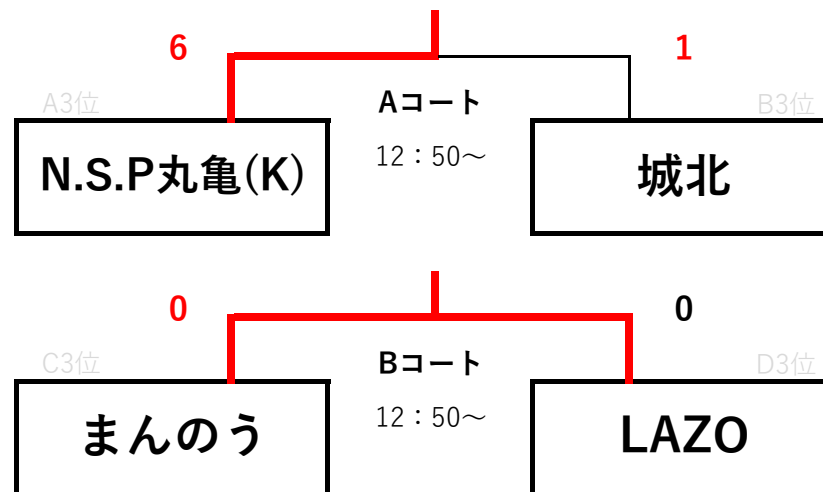 6
1
A3位
Aコート
B3位
12：50～
N.S.P丸亀(K)
城北
0
0
C3位
Bコート
D3位
12：50～
まんのう
LAZO